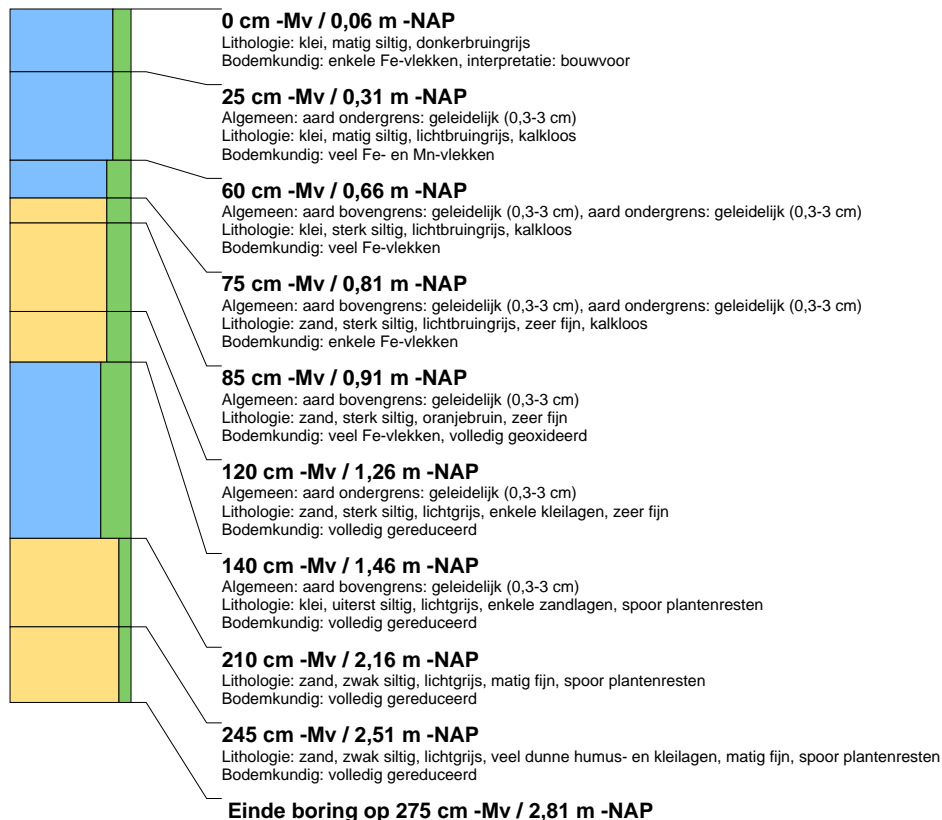 0 cm -Mv / 0,06 m -NAP
Lithologie: klei, matig siltig, donkerbruingrijs
Bodemkundig: enkele Fe-vlekken, interpretatie: bouwvoor
25 cm -Mv / 0,31 m -NAP
Algemeen: aard ondergrens: geleidelijk (0,3-3 cm)
Lithologie: klei, matig siltig, lichtbruingrijs, kalkloos
Bodemkundig: veel Fe- en Mn-vlekken
60 cm -Mv / 0,66 m -NAP
Algemeen: aard bovengrens: geleidelijk (0,3-3 cm), aard ondergrens: geleidelijk (0,3-3 cm)
Lithologie: klei, sterk siltig, lichtbruingrijs, kalkloos
Bodemkundig: veel Fe-vlekken
75 cm -Mv / 0,81 m -NAP
Algemeen: aard bovengrens: geleidelijk (0,3-3 cm), aard ondergrens: geleidelijk (0,3-3 cm)
Lithologie: zand, sterk siltig, lichtbruingrijs, zeer fijn, kalkloos
Bodemkundig: enkele Fe-vlekken
85 cm -Mv / 0,91 m -NAP
Algemeen: aard bovengrens: geleidelijk (0,3-3 cm)
Lithologie: zand, sterk siltig, oranjebruin, zeer fijn
Bodemkundig: veel Fe-vlekken, volledig geoxideerd
120 cm -Mv / 1,26 m -NAP
Algemeen: aard ondergrens: geleidelijk (0,3-3 cm)
Lithologie: zand, sterk siltig, lichtgrijs, enkele kleilagen, zeer fijn
Bodemkundig: volledig gereduceerd
140 cm -Mv / 1,46 m -NAP
Algemeen: aard bovengrens: geleidelijk (0,3-3 cm)
Lithologie: klei, uiterst siltig, lichtgrijs, enkele zandlagen, spoor plantenresten
Bodemkundig: volledig gereduceerd
210 cm -Mv / 2,16 m -NAP
Lithologie: zand, zwak siltig, lichtgrijs, matig fijn, spoor plantenresten
Bodemkundig: volledig gereduceerd
245 cm -Mv / 2,51 m -NAP
Lithologie: zand, zwak siltig, lichtgrijs, veel dunne humus- en kleilagen, matig fijn, spoor plantenresten
Bodemkundig: volledig gereduceerd
Einde boring op 275 cm -Mv / 2,81 m -NAP